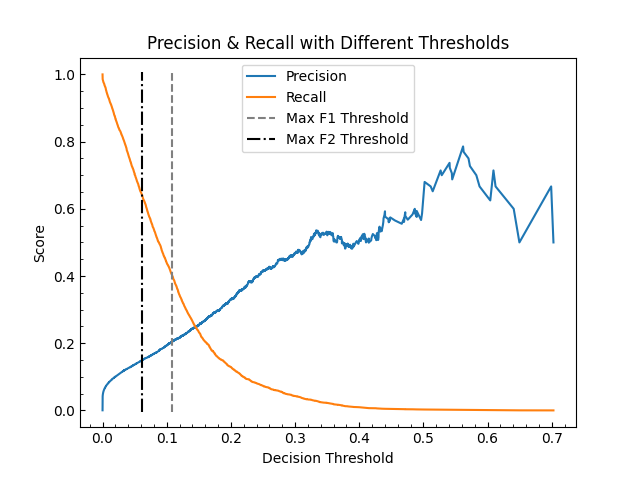 Precision & Recall with Different Thresholds
Precision
Recall
Max F1 Threshold
Max F2 Threshold
Score
1.0
0.8
0.6
0.4
0.2
0.0
0.0 0.1 0.2 0.3 0.4 0.5 0.6 0.7
Decision Threshold